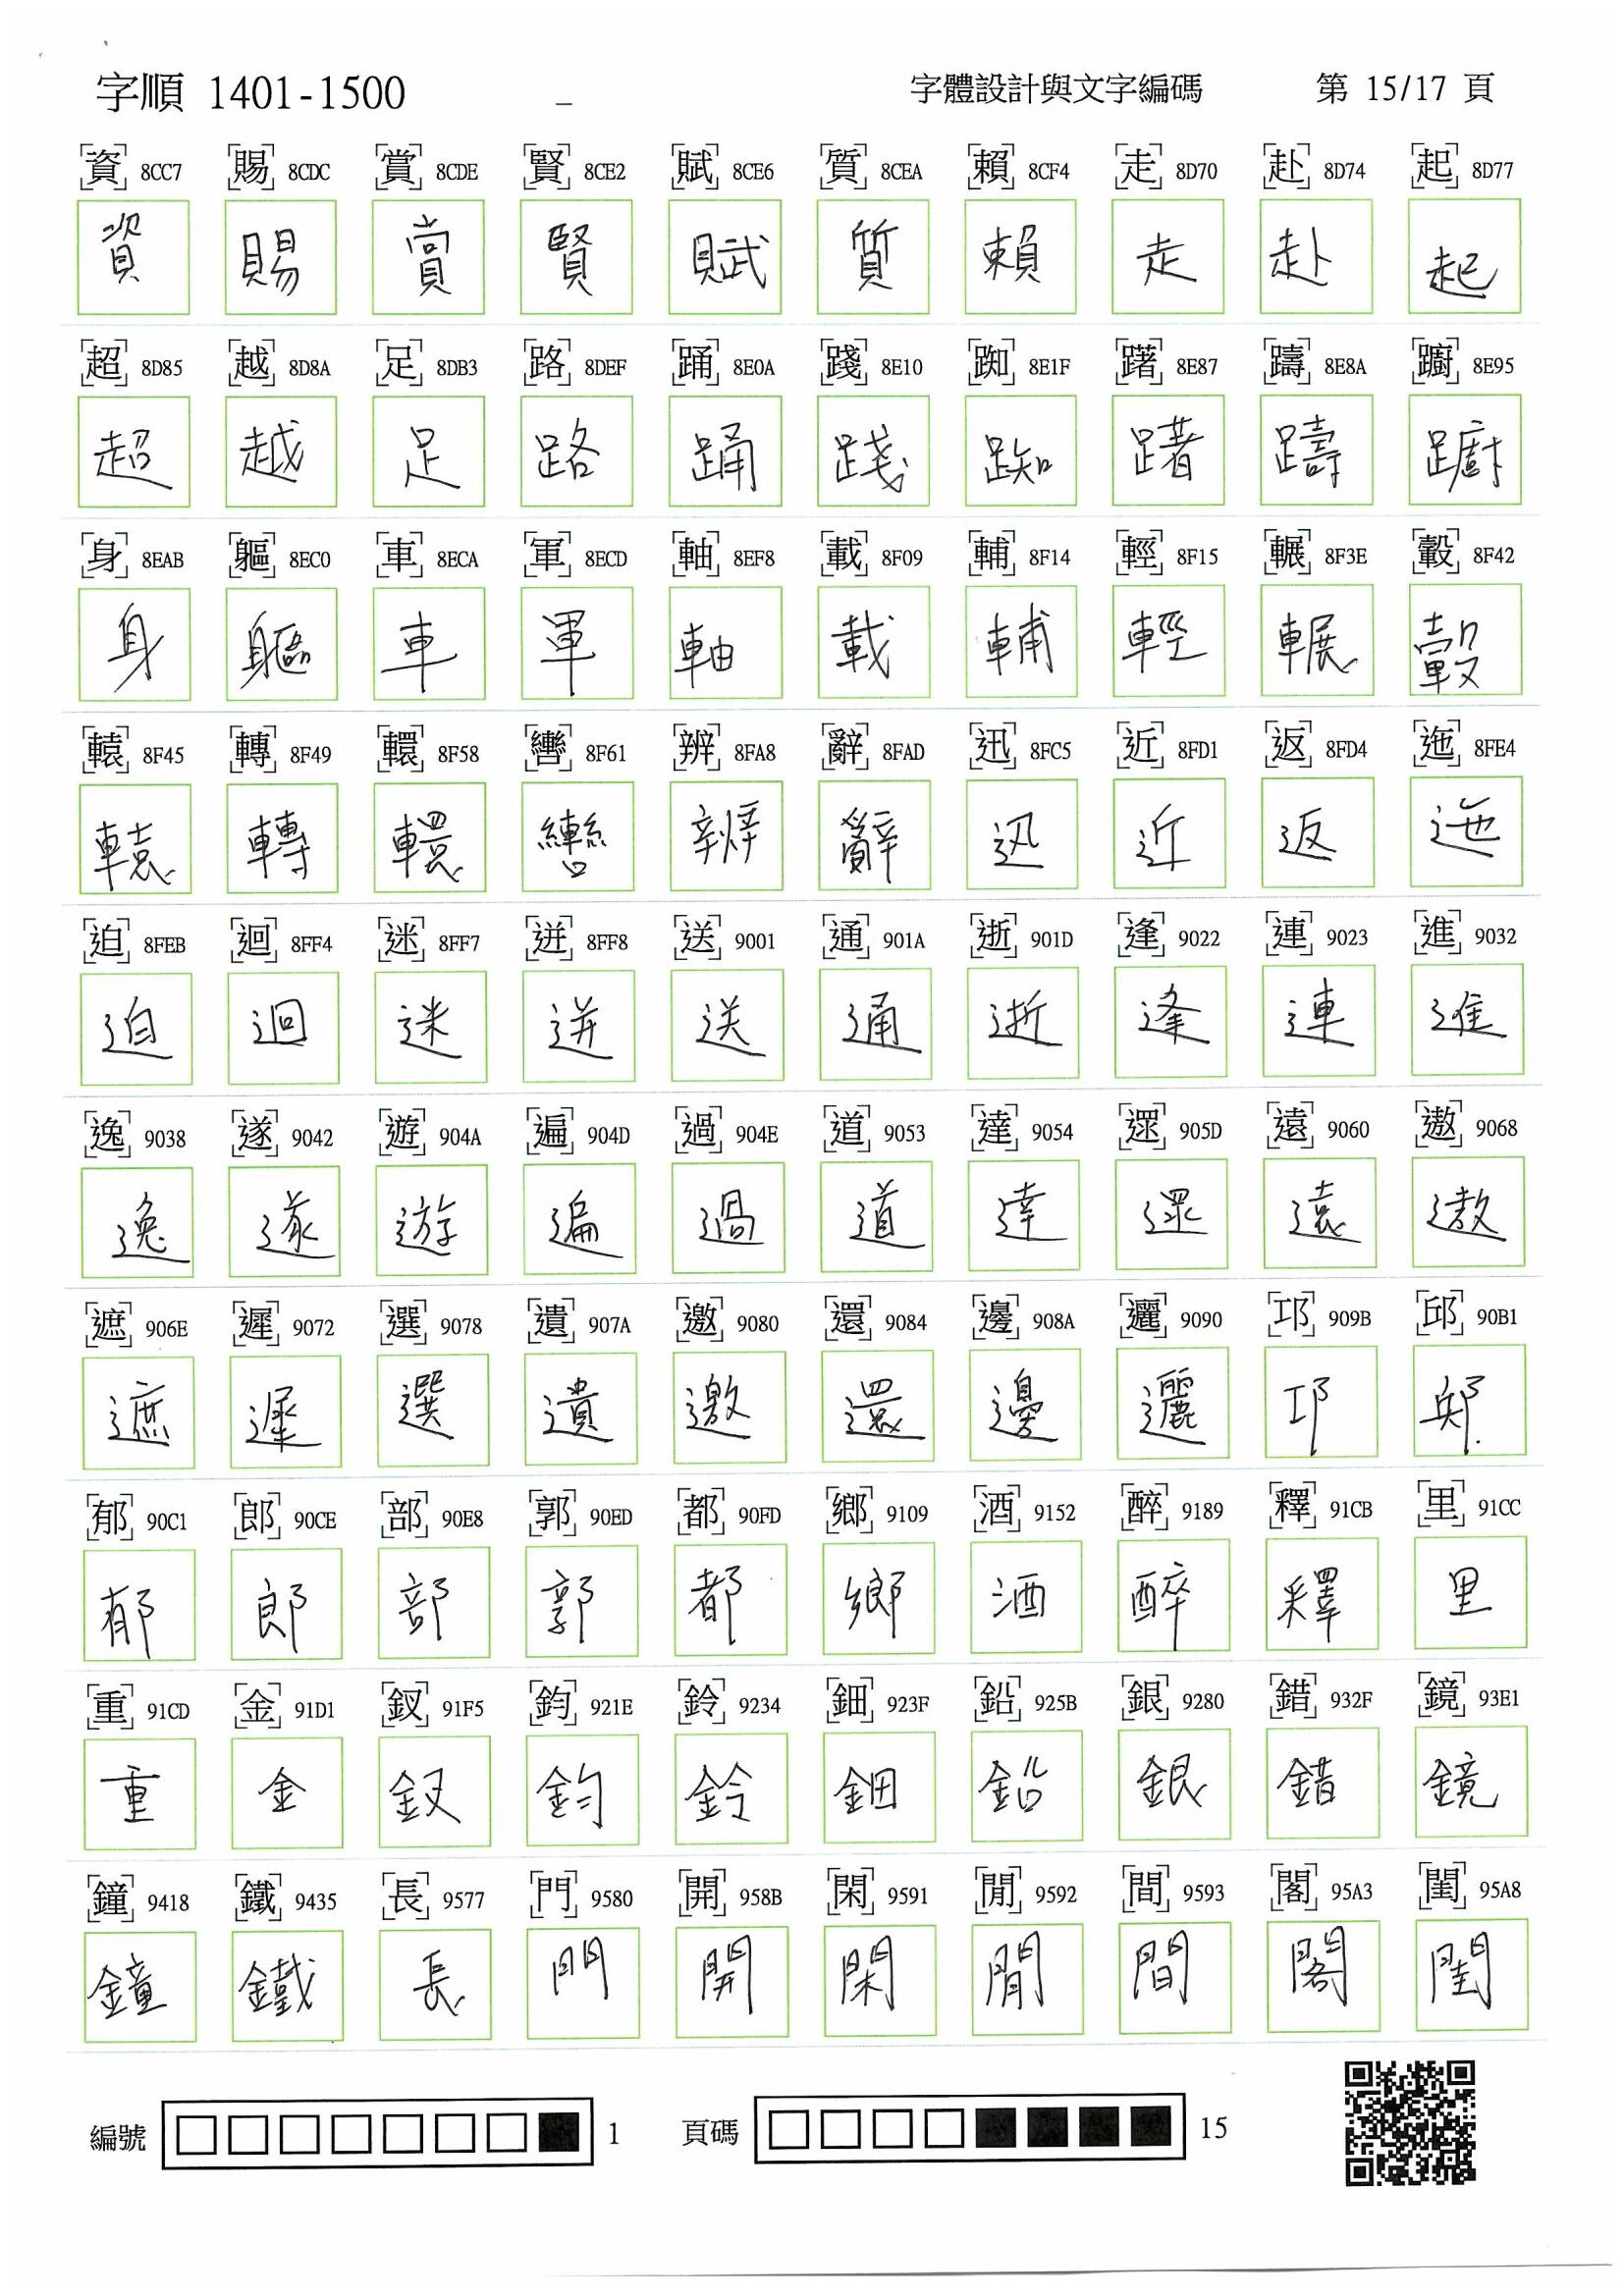 字順 1401-1500 _ 字體設計與文字編碼 第 15/17 頁
資 8CC7 賜 8CDC 賞 8CDE 賢 8CE2 賦 8CE6 質 8CEA 賴 8CF4 走 8D70 赴 8D74 起 8D77
資 賜 賞 賢 賦 質 賴 走 赴 起
超 8D85 越 8D8A 足 8DB3 路 8DEF 踊 8E0A 踐 8E10 踟 8E1F 躇 8E87 躊 8E8A 躕 8E95
超 越 足 路 踊 踐 踟 躇 躊 躕
身 8EAB 軀 8EC0 車 8ECA 軍 8ECD 軸 8EF8 載 8F09 輔 8F14 輕 8F15 輾 8F3E 轂 8F42
身 軀 車 軍 軸 載 輔 輕 輾 轂
轅 8F45 轉 8F49 轘 8F58 轡 8F61 辨 8FA8 辭 8FAD 迅 8FC5 近 8FD1 返 8FD4 迤 8FE4
轅 轉 轘 轡 辨 辭 迅 近 返 迤
迫 8FEB 迴 8FF4 迷 8FF7 迸 8FF8 送 9001 通 901A 逝 901D 逢 9022 連 9023 進 9032
迫 迴 迷 迸 送 通 逝 逢 連 進
逸 9038 遂 9042 遊 904A 遍 904D 過 904E 道 9053 達 9054 遝 905D 遠 9060 遨 9068
逸 遂 遊 遍 過 道 達 遝 遠 遨
遮 906E 遲 9072 選 9078 遺 907A 邀 9080 還 9084 邊 908A 邐 9090 邛 909B 邱 90B1
遮 遲 選 遺 邀 還 邊 邐 邛 邱
郁 90C1 郎 90CE 部 90E8 郭 90ED 都 90FD 鄉 9109 酒 9152 醉 9189 釋 91CB 里 91CC
郁 郎 部 郭 都 鄉 酒 醉 釋 里
重 91CD 金 91D1 釵 91F5 鈞 921E 鈴 9234 鈿 923F 鉛 925B 銀 9280 錯 932F 鏡 93E1
重 金 釵 鈞 鈴 鈿 鉛 銀 錯 鏡
鐘 9418 鐵 9435 長 9577 門 9580 開 958B 閑 9591 閒 9592 間 9593 閣 95A3 閨 95A8
鐘 鐵 長 門 開 閑 閒 間 閣 閨
編號 1 頁碼 15